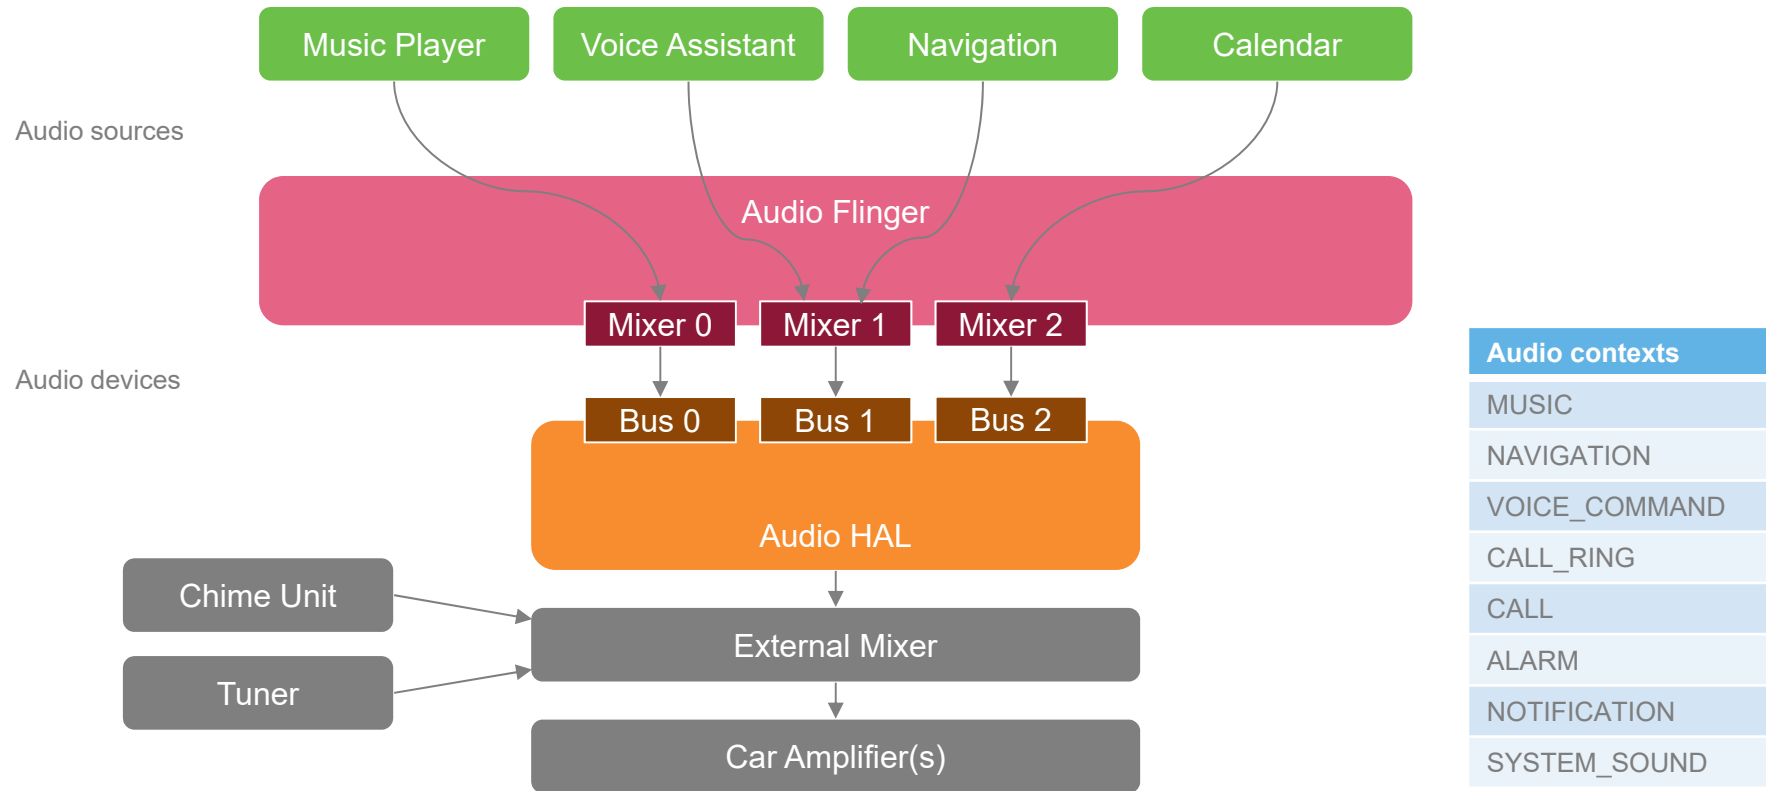 Music Player
Voice Assistant
Navigation
Calendar
Audio sources
Audio Flinger
Mixer 0
Mixer 1
Mixer 2
Audio devices
Bus 0
Bus 1
Bus 2
Audio HAL
Chime Unit
Tuner
External Mixer
Car Amplifier(s)
Audio contexts
MUSIC
NAVIGATION
VOICE_COMMAND
CALL_RING
CALL
ALARM
NOTIFICATION
SYSTEM_SOUND